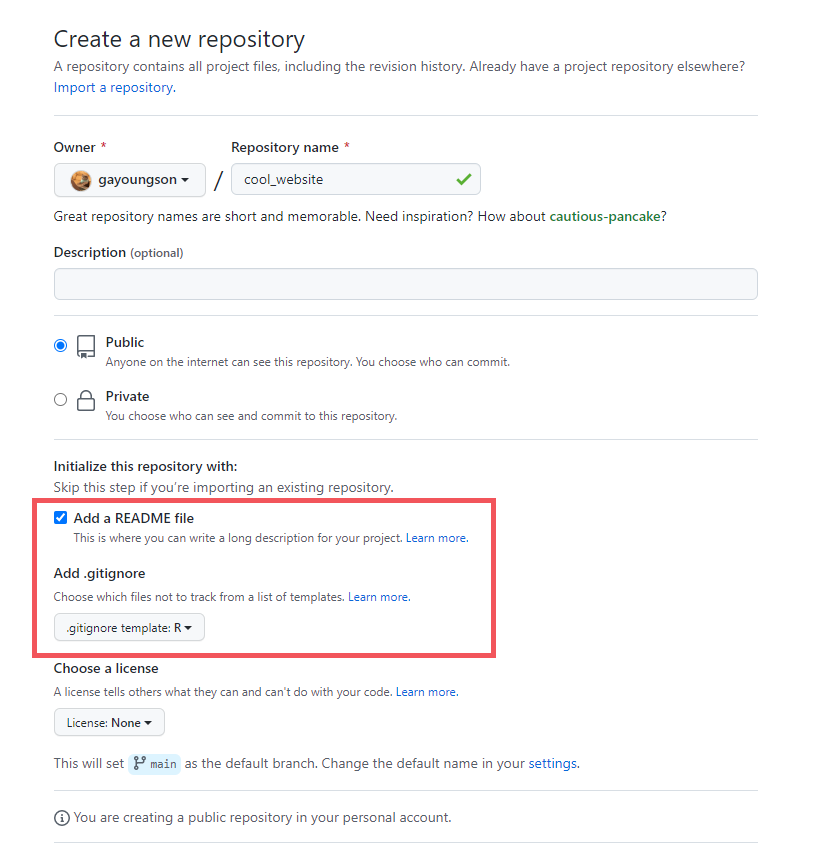 Create a new repository
A repository contains all project files, including the revision history. Already have a project repository elsewhere?
Import a repository.
Owner * Repository name *
gayoungson / cool_website
Great repository names are short and memorable. Need inspiration? How about cautious-pancake?
Description (optional)
Public
Anyone on the internet can see this repository. You choose who can commit.
Private
You choose who can see and commit to this repository.
Initialize this repository with:
Skip this step if you're importing an existing repository.
Add a README file
This is where you can write a long description for your project. Learn more.
Add .gitignore
Choose which files not to track from a list of templates. Learn more.
.gitignore template: R
Choose a license
A license tells others what they can and can't do with your code. Learn more.
License: None
This will set main as the default branch. Change the default name in your settings.
You are creating a public repository in your personal account.